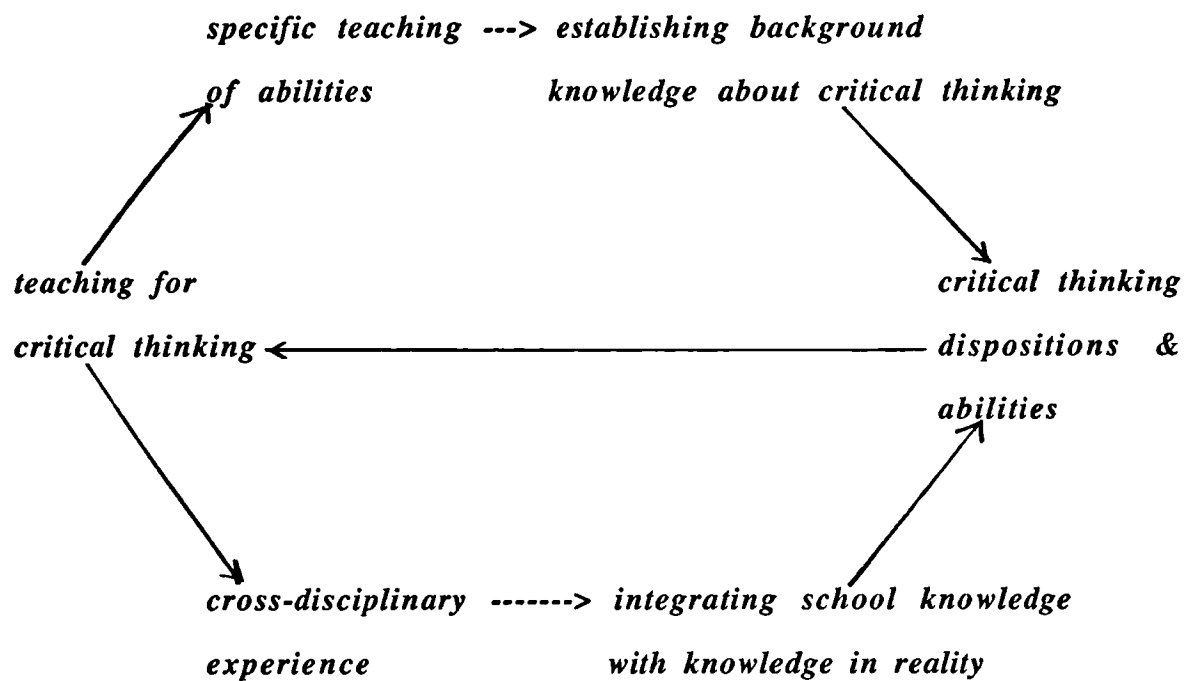 specific teaching ---> establishing background
of abilities knowledge about critical thinking
teaching for critical thinking
critical thinking dispositions &
abilities
cross-disciplinary -------> integrating school knowledge
experience with knowledge in reality